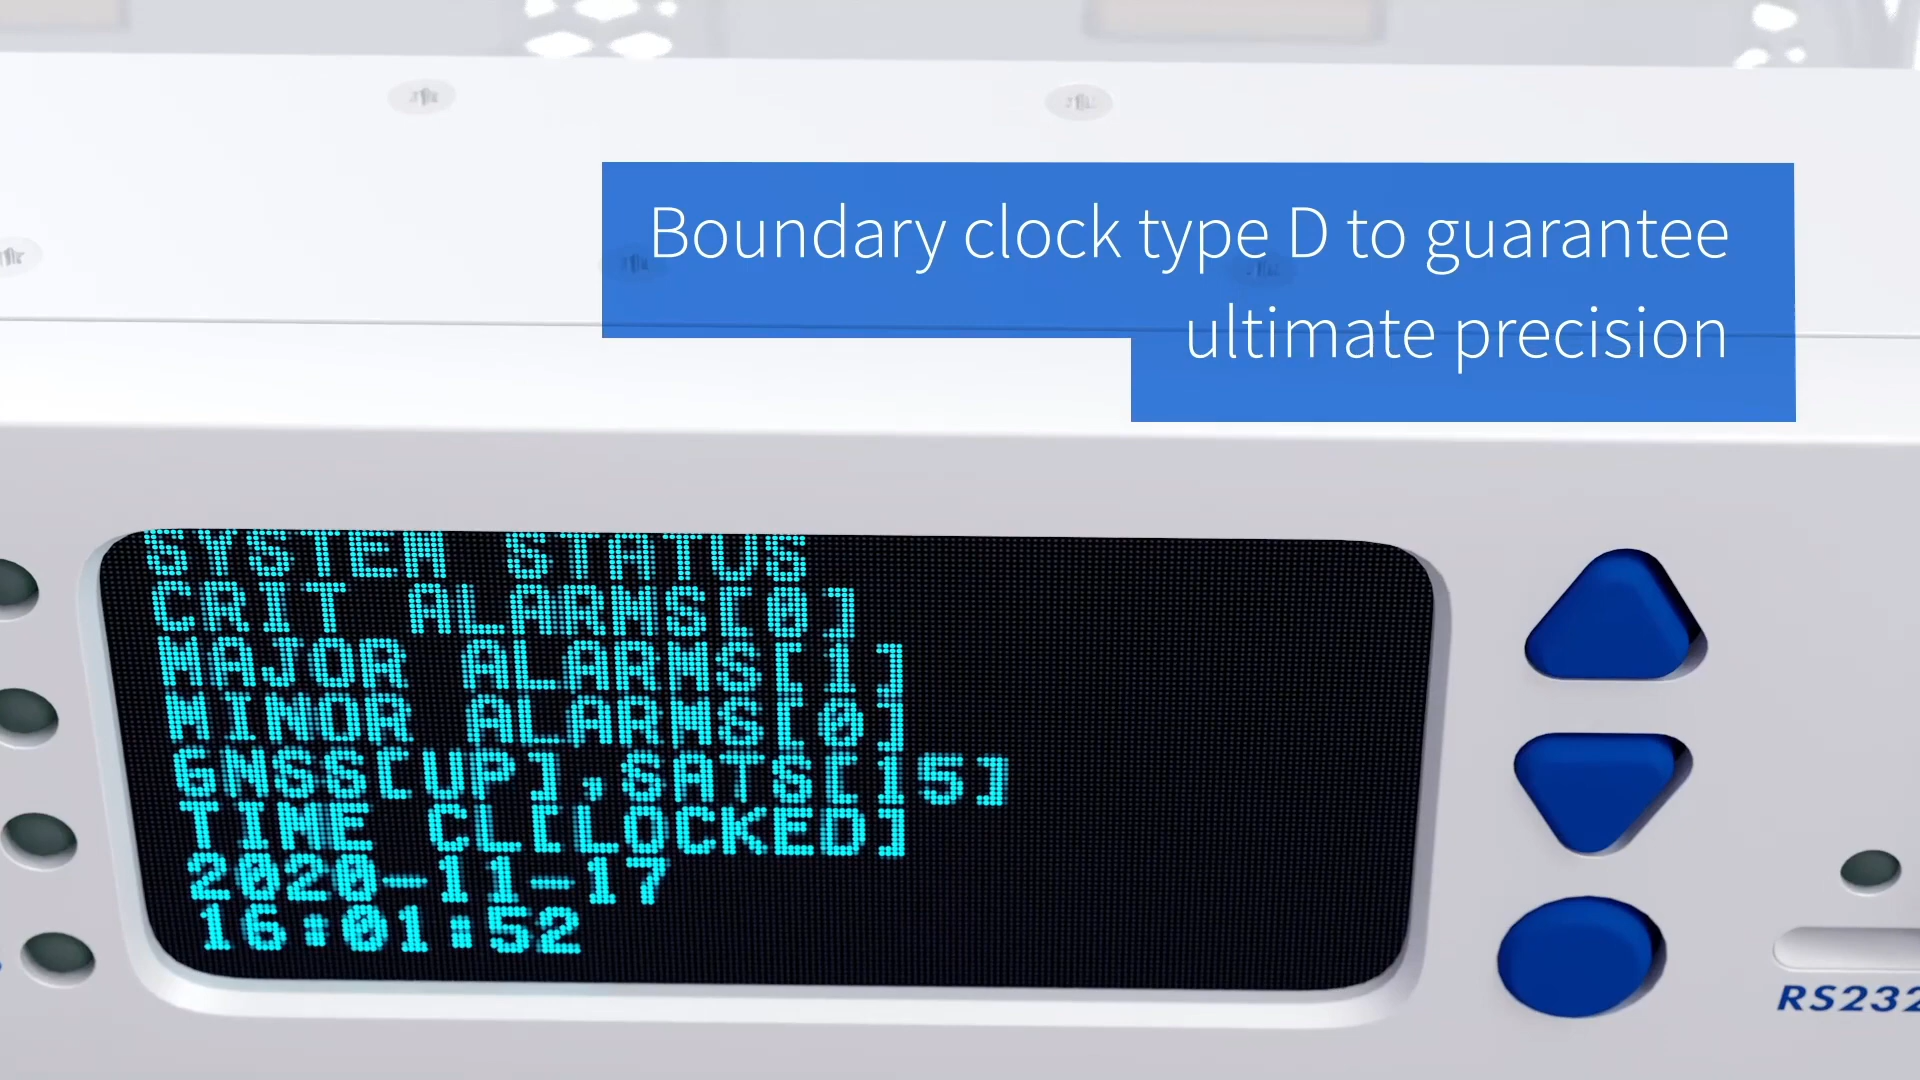 Boundary clock type D to guarantee
ultimate precision
SYSTEM STATUS
CRIT ALARMS[0]
MAJOR ALARMS[1]
MINOR ALARMS[0]
GNSS[UP],SATS[15]
TIME CL[LOCKED]
2020-11-17
16:01:52
RS232